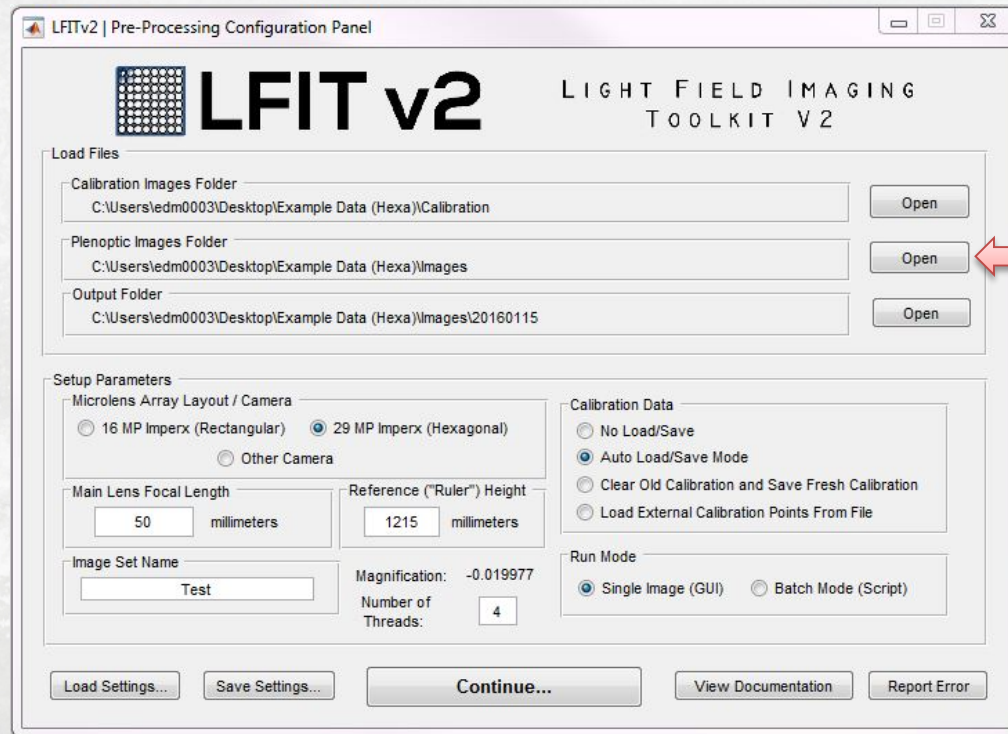 LFITv2 | Pre-Processing Configuration Panel
LFIT v2
LIGHT FIELD IMAGING
TOOLKIT V2
Load Files
Calibration Images Folder
C:\Users\edm0003\Desktop\Example Data (Hexa)\Calibration
Open
Plenoptic Images Folder
C:\Users\edm0003\Desktop\Example Data (Hexa)\Images
Open
Output Folder
C:\Users\edm0003\Desktop\Example Data (Hexa)\Images\20160115
Open
Setup Parameters
Microlens Array Layout / Camera
16 MP Imperx (Rectangular)
29 MP Imperx (Hexagonal)
Other Camera
Main Lens Focal Length
50 millimeters
Reference ("Ruler") Height
1215 millimeters
Image Set Name
Test
Magnification: -0.019977
Number of
Threads:
4
Calibration Data
No Load/Save
Auto Load/Save Mode
Clear Old Calibration and Save Fresh Calibration
Load External Calibration Points From File
Run Mode
Single Image (GUI)
Batch Mode (Script)
Load Settings...
Save Settings...
Continue...
View Documentation
Report Error